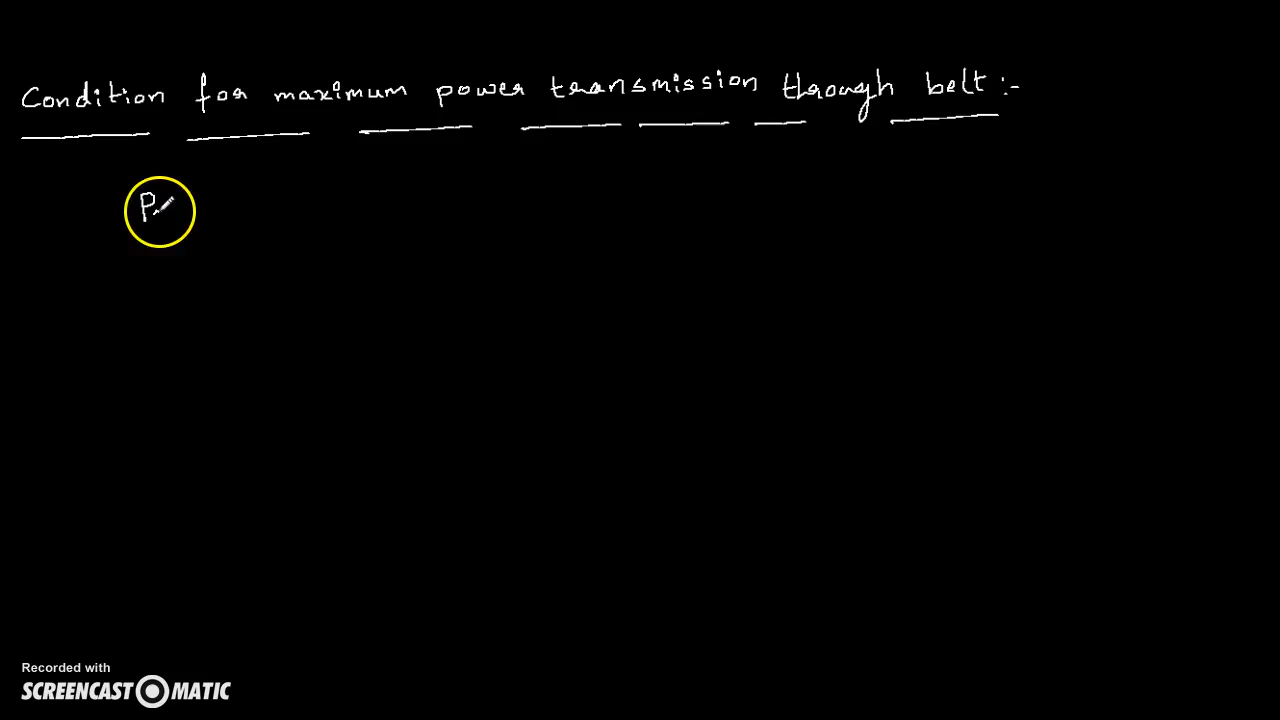 Condition for maximum power transmission through belt :-
P
Recorded with
SCREENCAST MATIC